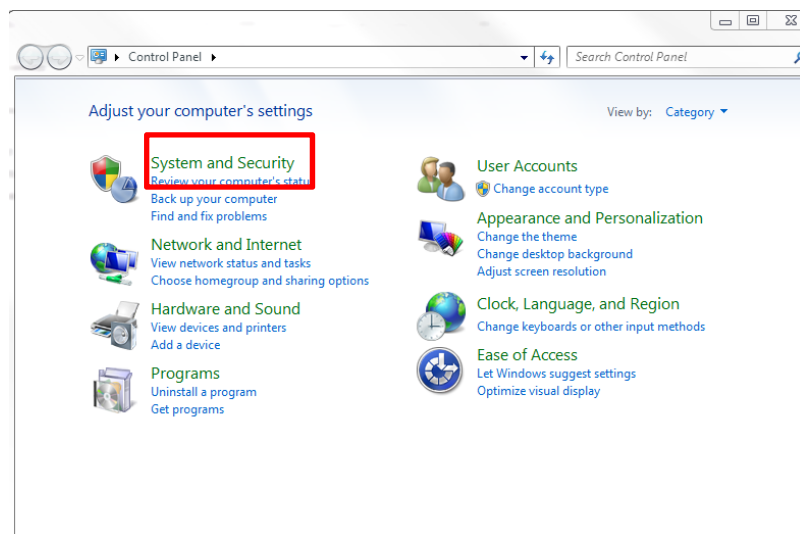 Control Panel
Search Control Panel
Adjust your computer's settings
View by: Category
System and Security
Review your computer's status
Back up your computer
Find and fix problems
Network and Internet
View network status and tasks
Choose homegroup and sharing options
Hardware and Sound
View devices and printers
Add a device
Programs
Uninstall a program
Get programs
User Accounts
Change account type
Appearance and Personalization
Change the theme
Change desktop background
Adjust screen resolution
Clock, Language, and Region
Change keyboards or other input methods
Ease of Access
Let Windows suggest settings
Optimize visual display